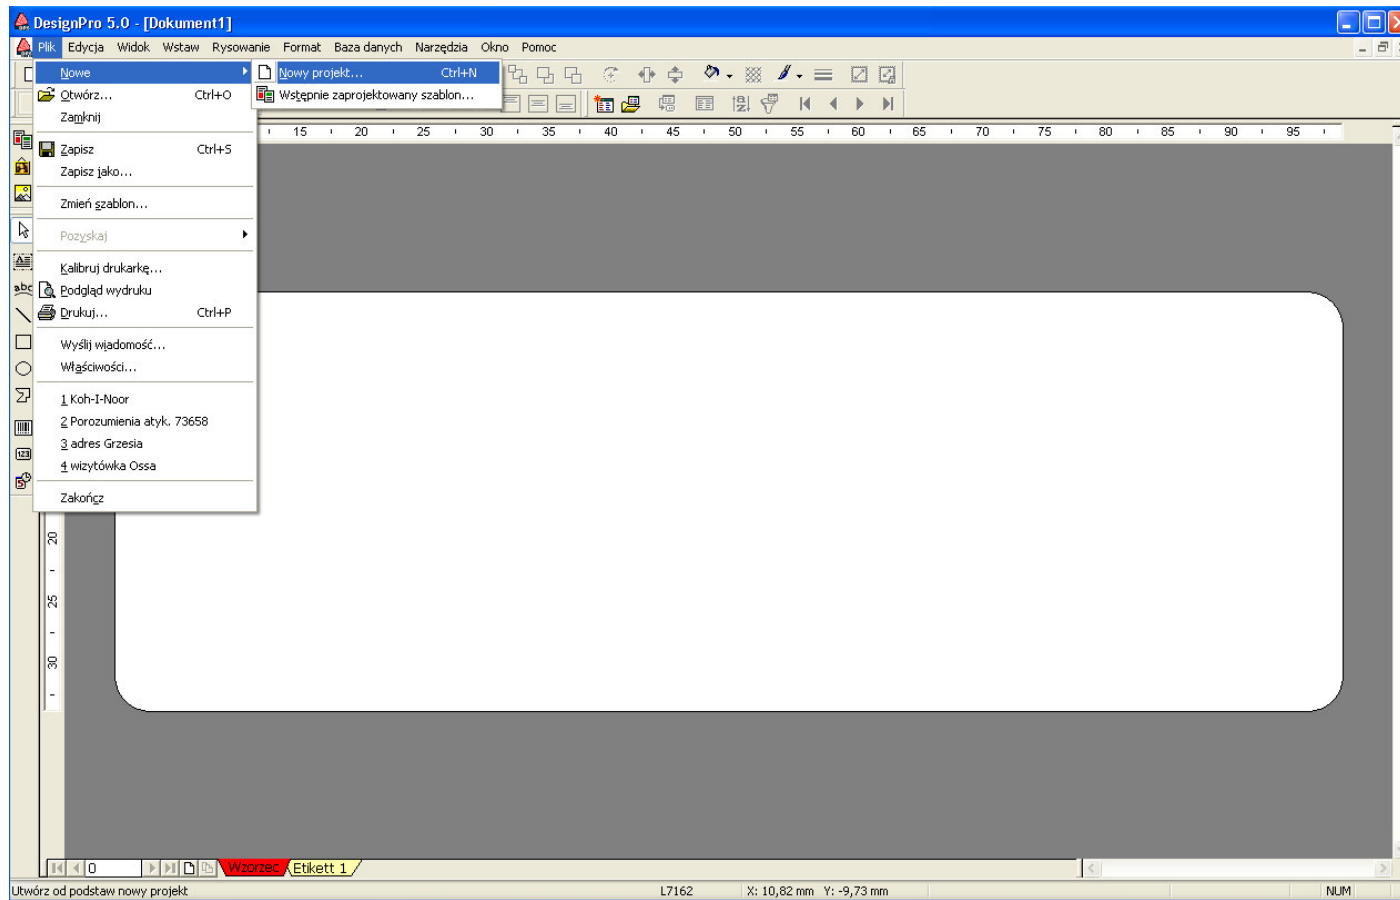 DesignPro 5.0 - [Dokument1]
Plik Edycja Widok Wstaw Rysowanie Format Baza danych Narzędzia Okno Pomoc
Nowe
Nowy projekt... Ctrl+N
Otwórz... Ctrl+O
Wstępnie zaprojektowany szablon...
Zamknij
15 20 25 30 35 40 45 50 55 60 65 70 75 80 85 90 95
Zapisz Ctrl+S
Zapisz jako...
Zmień szablon...
Pozyskaj
Kalibruj drukarkę...
abc Podgląd wydruku
Drukuj... Ctrl+P
Wyślij wiadomość...
Właściwości...
1 Koh-I-Noor
2 Porozumienia atyk. 73658
3 adres Grzesia
123
4 wizytówka Ossa
Zakończ
20
25
30
0 Wzorzec Etikett 1
Utwórz od podstaw nowy projekt L7162 X: 10,82 mm Y: -9,73 mm NUM